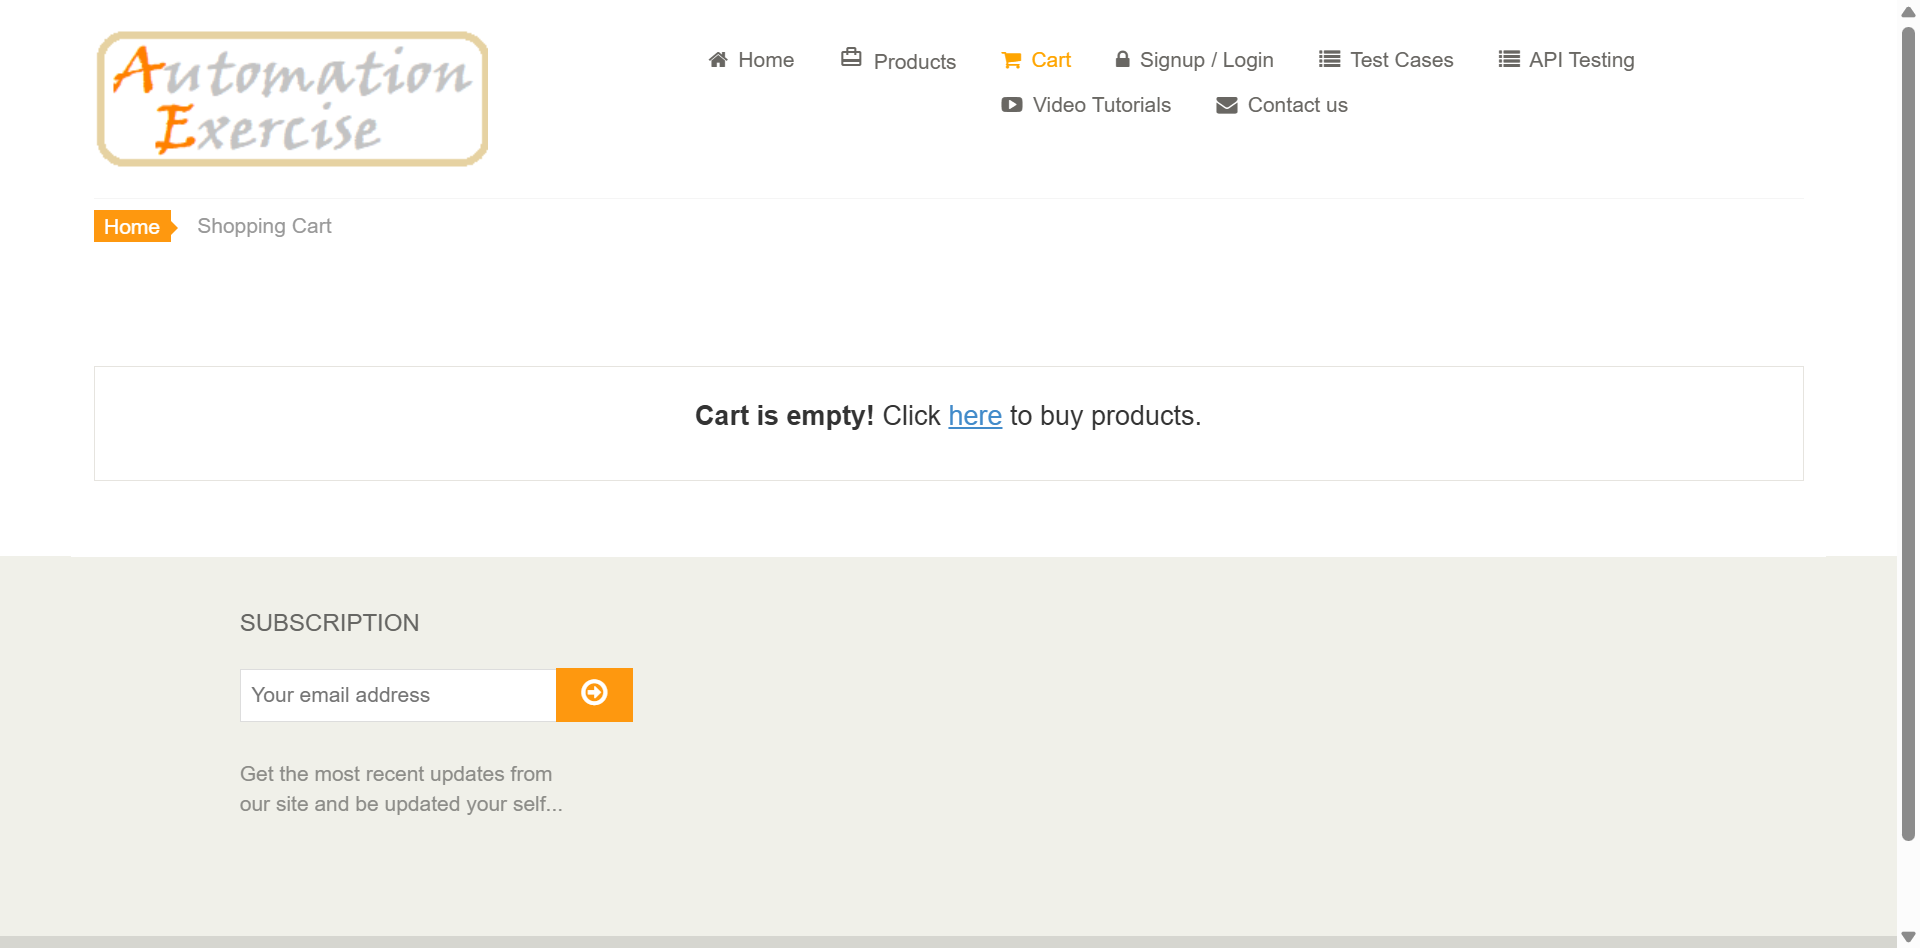 Automation
Exercise
Home Products Cart Signup / Login Test Cases API Testing
Video Tutorials Contact us
Home Shopping Cart
Cart is empty! Click here to buy products.
SUBSCRIPTION
Your email address
Get the most recent updates from
our site and be updated your self...